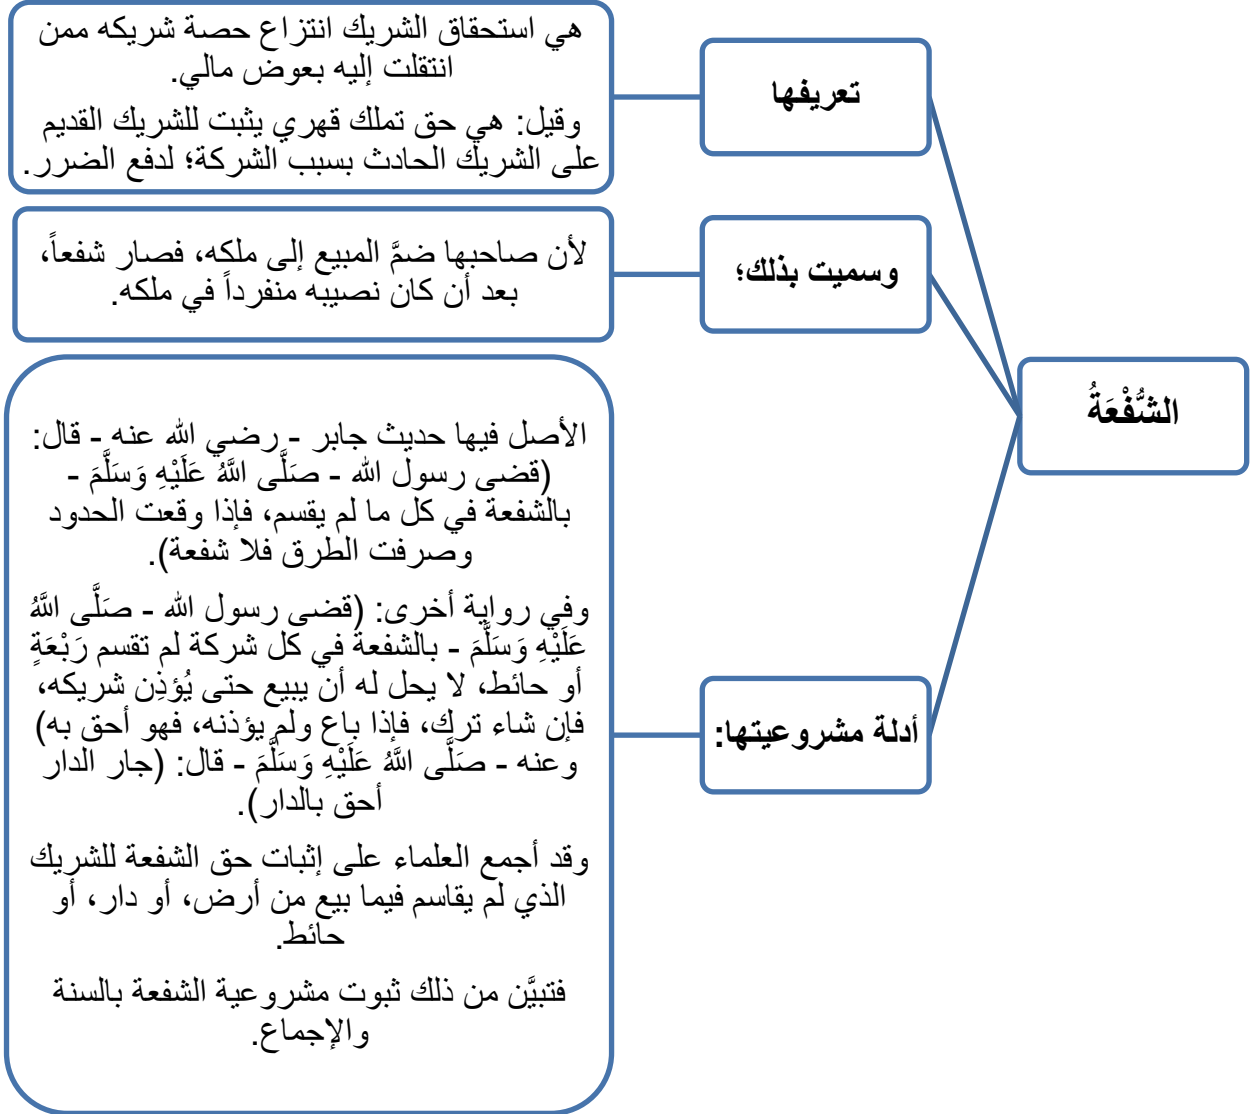 الشُّفْعَةُ
تعريفها
هي استحقاق الشريك انتزاع حصة شريكه ممن
انتقلت إليه بعوض مالي.
وقيل: هي حق تملك قهري يثبت للشريك القديم
على الشريك الحادث بسبب الشركة؛ لدفع الضرر.
وسميت بذلك؛
لأن صاحبها ضمَّ المبيع إلى ملكه، فصار شفعاً،
بعد أن كان نصيبه منفرداً في ملكه.
أدلة مشروعيتها:
الأصل فيها حديث جابر - رضي الله عنه - قال:
(قضى رسول الله - صَلَّى اللَّهُ عَلَيْهِ وَسَلَّمَ -
بالشفعة في كل ما لم يقسم، فإذا وقعت الحدود
وصرفت الطرق فلا شفعة).
وفي رواية أخرى: (قضى رسول الله - صَلَّى اللَّهُ
عَلَيْهِ وَسَلَّمَ - بالشفعة في كل شركة لم تقسم رَبْعَةٍ
أو حائط، لا يحل له أن يبيع حتى يُؤذِن شريكه،
فإن شاء ترك، فإذا باع ولم يؤذنه، فهو أحق به)
وعنه - صَلَّى اللَّهُ عَلَيْهِ وَسَلَّمَ - قال: (جار الدار
أحق بالدار).
وقد أجمع العلماء على إثبات حق الشفعة للشريك
الذي لم يقاسم فيما بيع من أرض، أو دار، أو
حائط.
فتبيَّن من ذلك ثبوت مشروعية الشفعة بالسنة
والإجماع.